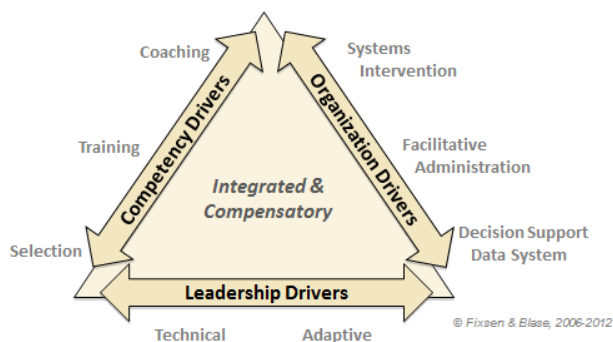 Coaching
Systems
Intervention
Competency Drivers
Organization Drivers
Training
Facilitative
Administration
Integrated &
Compensatory
Selection
Decision Support
Data System
Leadership Drivers
Technical
Adaptive
© Fixsen & Blase, 2006-2012